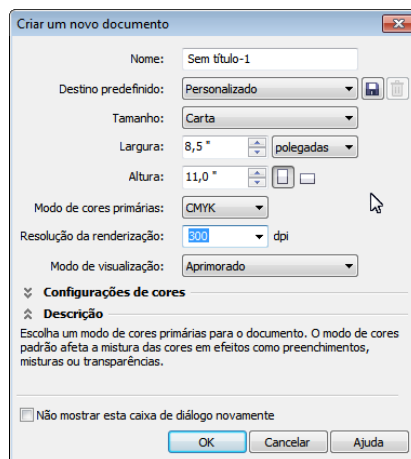 Criar um novo documento
Nome: Sem título-1
Destino predefinido: Personalizado
Tamanho: Carta
Largura: 8,5 " polegadas
Altura: 11,0 "
Modo de cores primárias: CMYK
Resolução da renderização: 300 dpi
Modo de visualização: Aprimorado
Configurações de cores
Descrição
Escolha um modo de cores primárias para o documento. O modo de cores
padrão afeta a mistura das cores em efeitos como preenchimentos,
misturas ou transparências.
Não mostrar esta caixa de diálogo novamente
OK Cancelar Ajuda